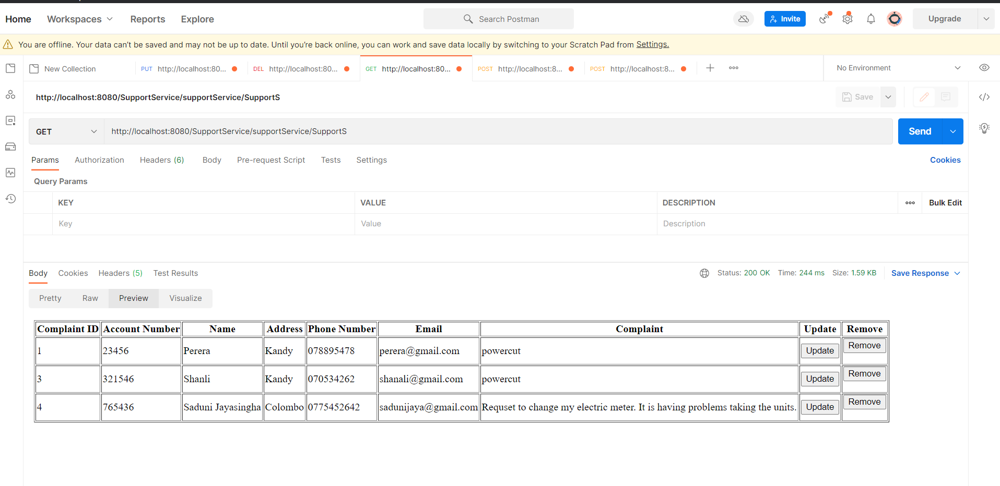 Home Workspaces Reports Explore Search Postman Invite Upgrade
You are offline. Your data can't be saved and may not be up to date. Until you're back online, you can work and save data locally by switching to your Scratch Pad from Settings.
New Collection PUT http://localhost:80... DEL http://localhost:80... GET http://localhost:80... POST http://localhost:8... POST http://localhost:8... No Environment
http://localhost:8080/SupportService/supportService/SupportS Save
GET http://localhost:8080/SupportService/supportService/SupportS Send
Params Authorization Headers (6) Body Pre-request Script Tests Settings Cookies
Query Params
KEY VALUE DESCRIPTION Bulk Edit
Key Value Description
Body Cookies Headers (5) Test Results Status: 200 OK Time: 244 ms Size: 1.59 KB Save Response
Pretty Raw Preview Visualize
Complaint ID Account Number Name Address Phone Number Email Complaint Update Remove
1 23456 Perera Kandy 078895478 perera@gmail.com powercut Update Remove
3 321546 Shanli Kandy 070534262 shanali@gmail.com powercut Update Remove
4 765436 Saduni Jayasingha Colombo 0775452642 sadunijaya@gmail.com Requset to change my electric meter. It is having problems taking the units. Update Remove